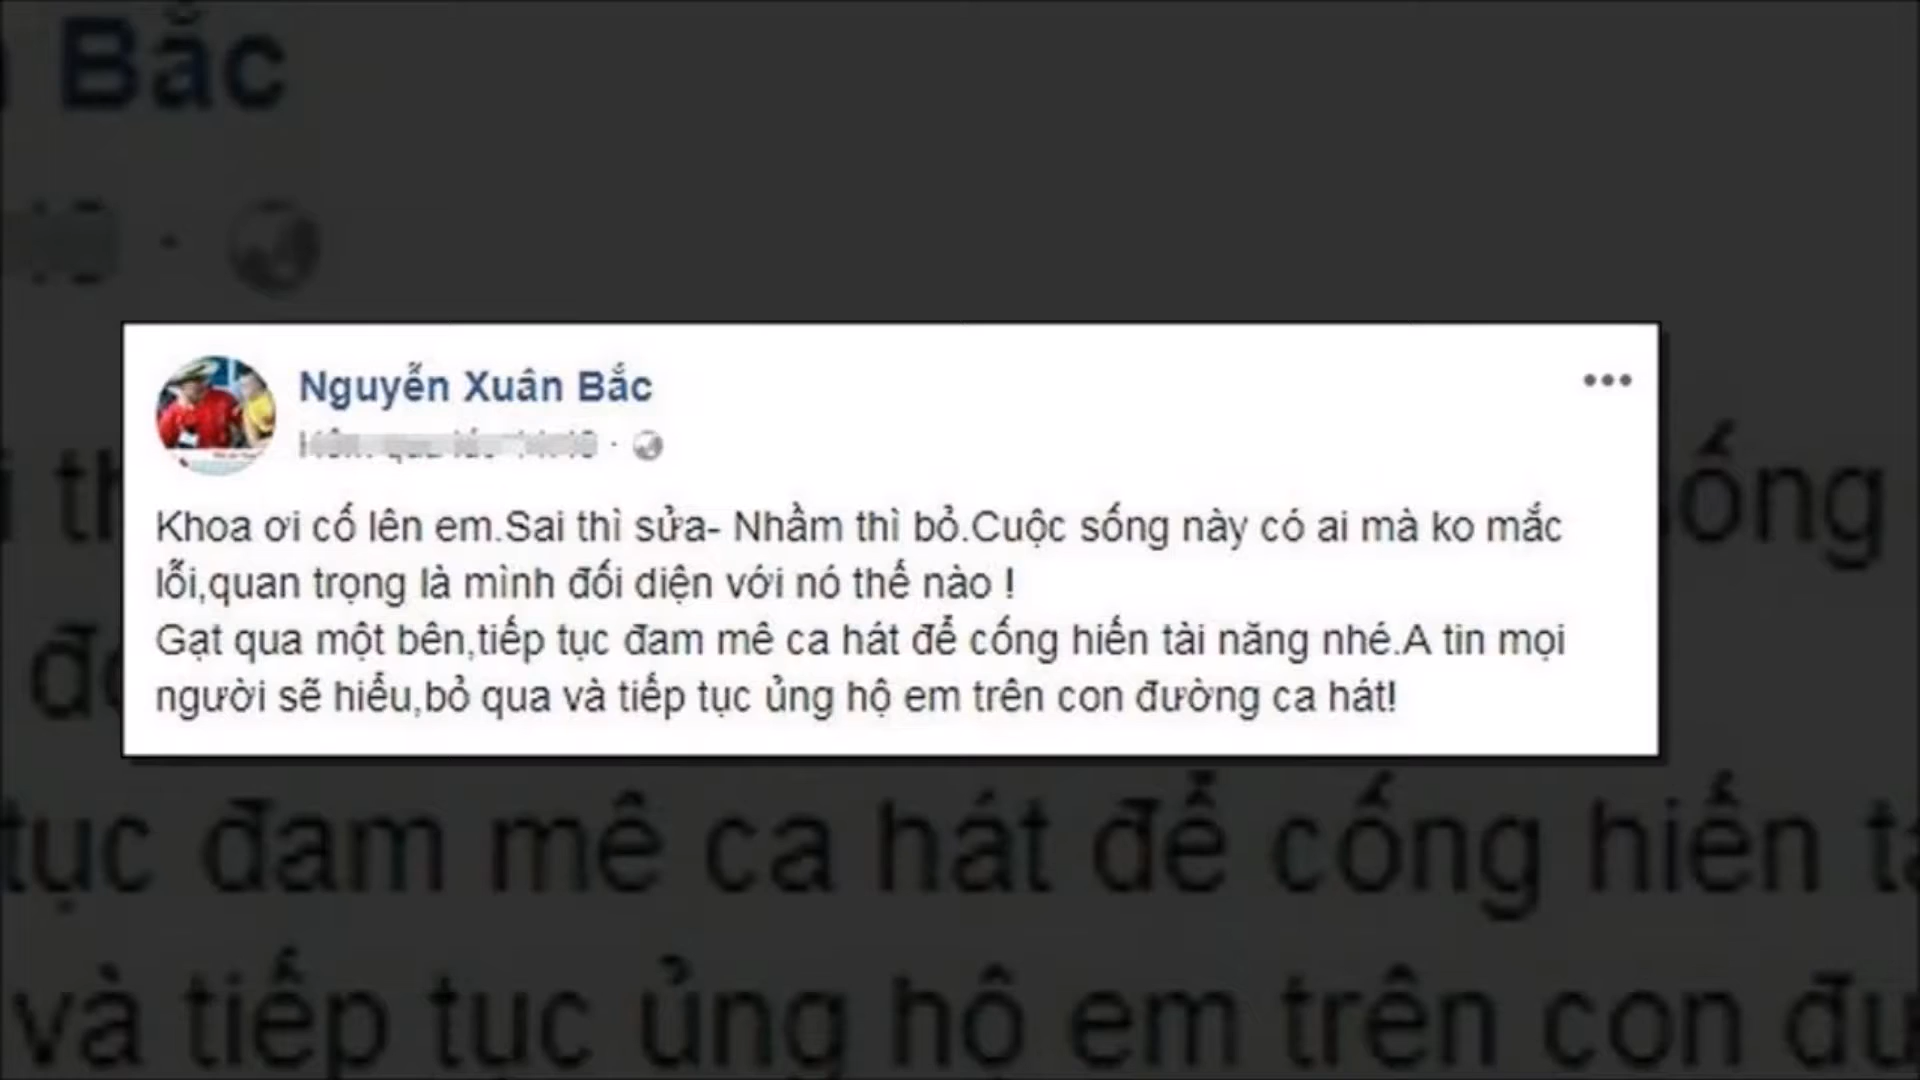 Bắc
Nguyễn Xuân Bắc
Khoa ơi cố lên em.Sai thì sửa- Nhầm thì bỏ.Cuộc sống này có ai mà ko mắc
lỗi,quan trọng là mình đối diện với nó thế nào !
Gạt qua một bên,tiếp tục đam mê ca hát để cống hiến tài năng nhé.A tin mọi
người sẽ hiểu,bỏ qua và tiếp tục ủng hộ em trên con đường ca hát!
tục đam mê ca hát để cống hiến
và tiếp tục ủng hộ em trên con